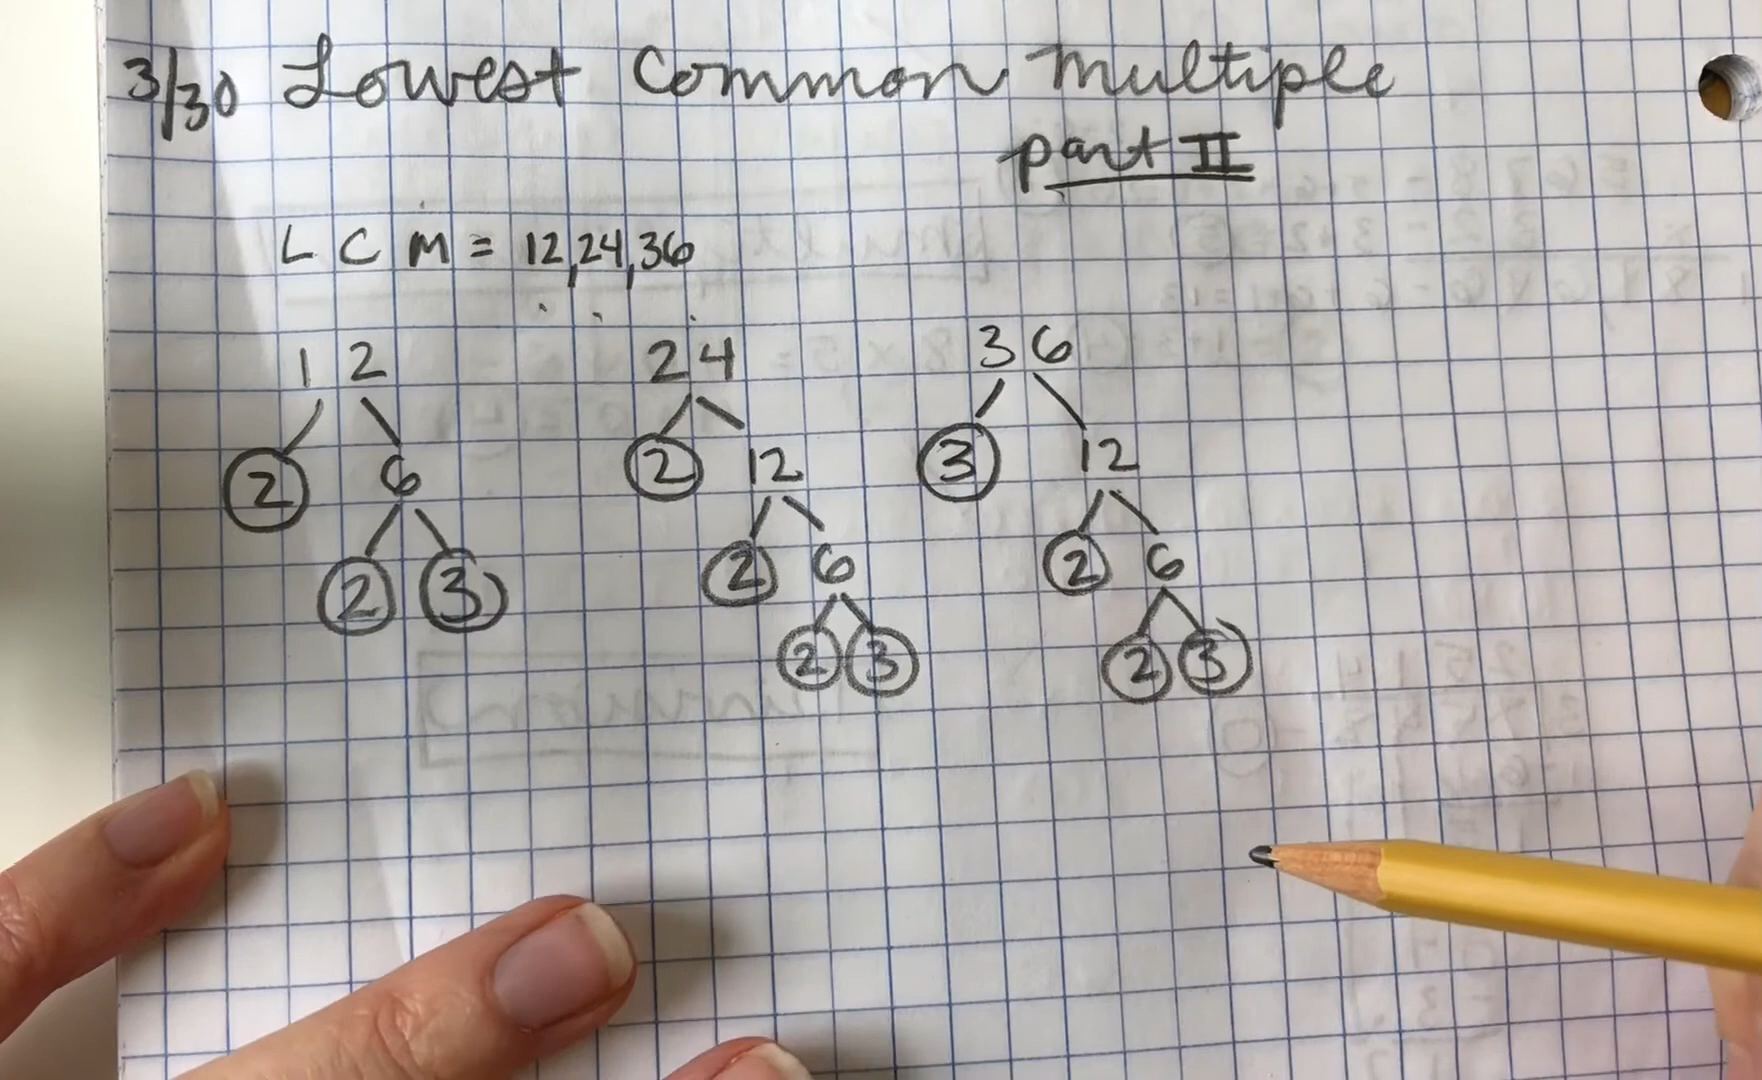 3/30 Lowest Common Multiple
part II
L C M = 12,24,36
12 24 36
2 6 2 12 3 12
2 3 2 6 2 6
2 3 2 3